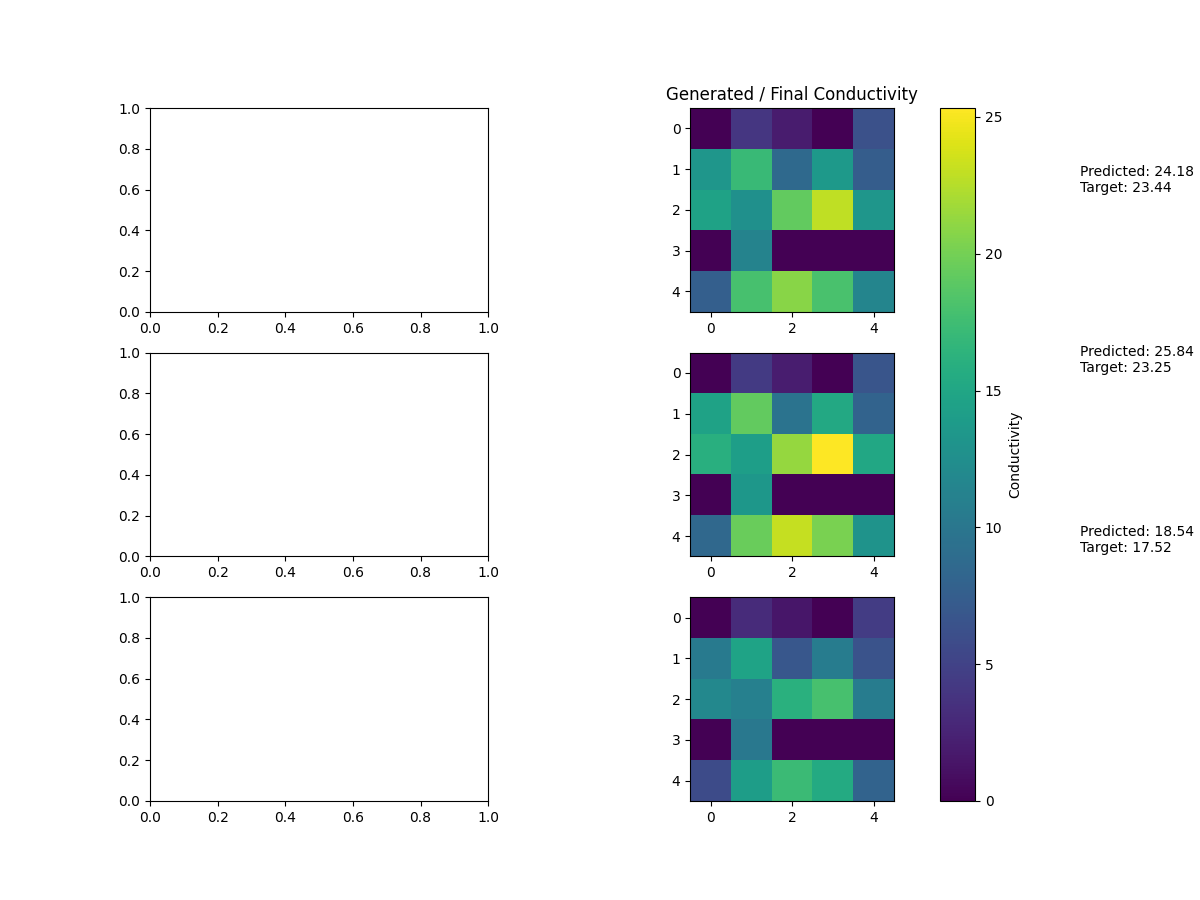 Generated / Final Conductivity
1.0
0.8
0.6
0.4
0.2
0.0
0.0 0.2 0.4 0.6 0.8 1.0
0
1
2
3
4
0 2 4
1.0
0.8
0.6
0.4
0.2
0.0
0.0 0.2 0.4 0.6 0.8 1.0
0
1
2
3
4
0 2 4
1.0
0.8
0.6
0.4
0.2
0.0
0.0 0.2 0.4 0.6 0.8 1.0
0
1
2
3
4
0 2 4
25
20
15
10
5
0
Conductivity
Predicted: 24.18
Target: 23.44
Predicted: 25.84
Target: 23.25
Predicted: 18.54
Target: 17.52